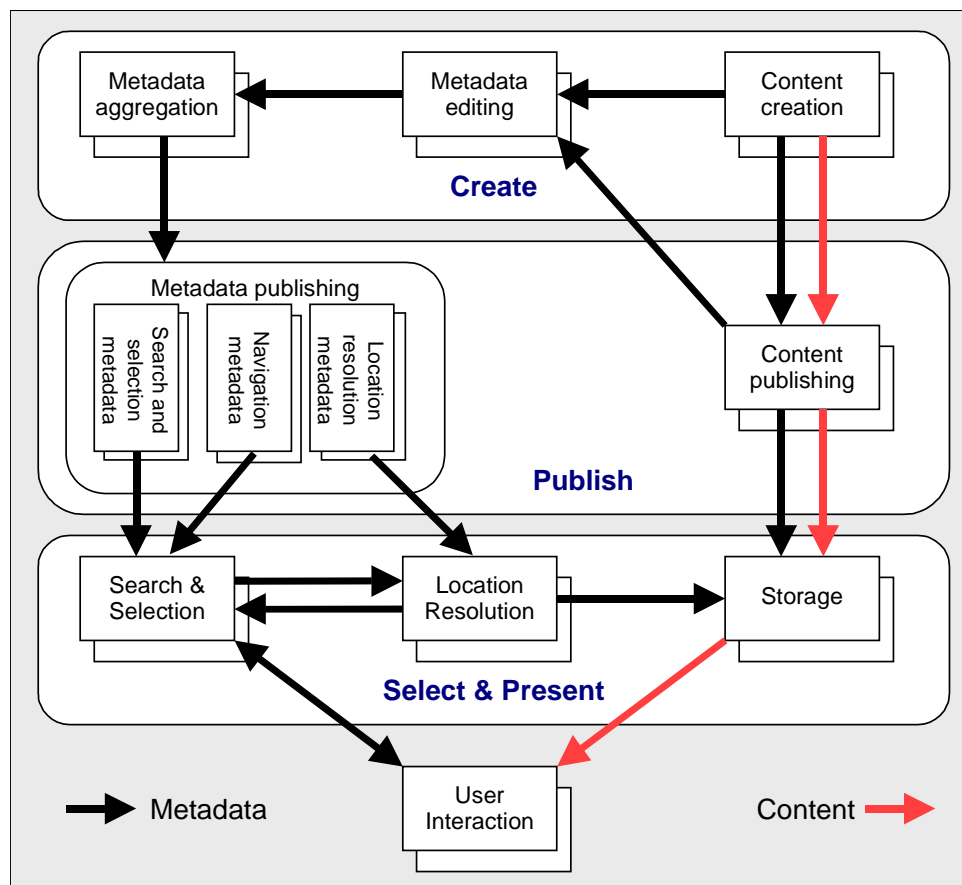 Metadata
aggregation
Metadata
editing
Content
creation
Create
Metadata publishing
Search and
selection
metadata
Navigation
metadata
Location
resolution
metadata
Content
publishing
Publish
Search &
Selection
Location
Resolution
Storage
Select & Present
User
Interaction
Metadata
Content